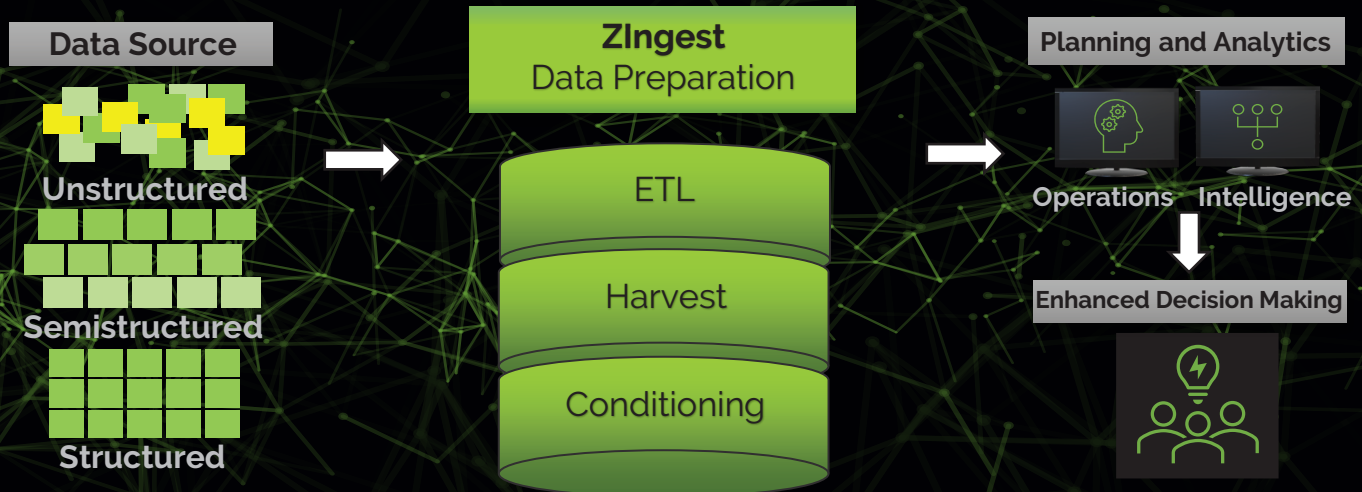 Data Source
Unstructured
Semistructured
Structured
ZIngest
Data Preparation
ETL
Harvest
Conditioning
Planning and Analytics
Operations
Intelligence
Enhanced Decision Making